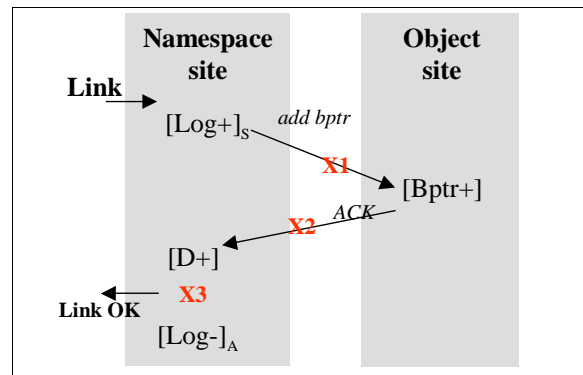 Namespace site
Object site
Link
[Log+]S
add bptr
X1
[Bptr+]
ACK
X2
[D+]
X3
Link OK
[Log-]A